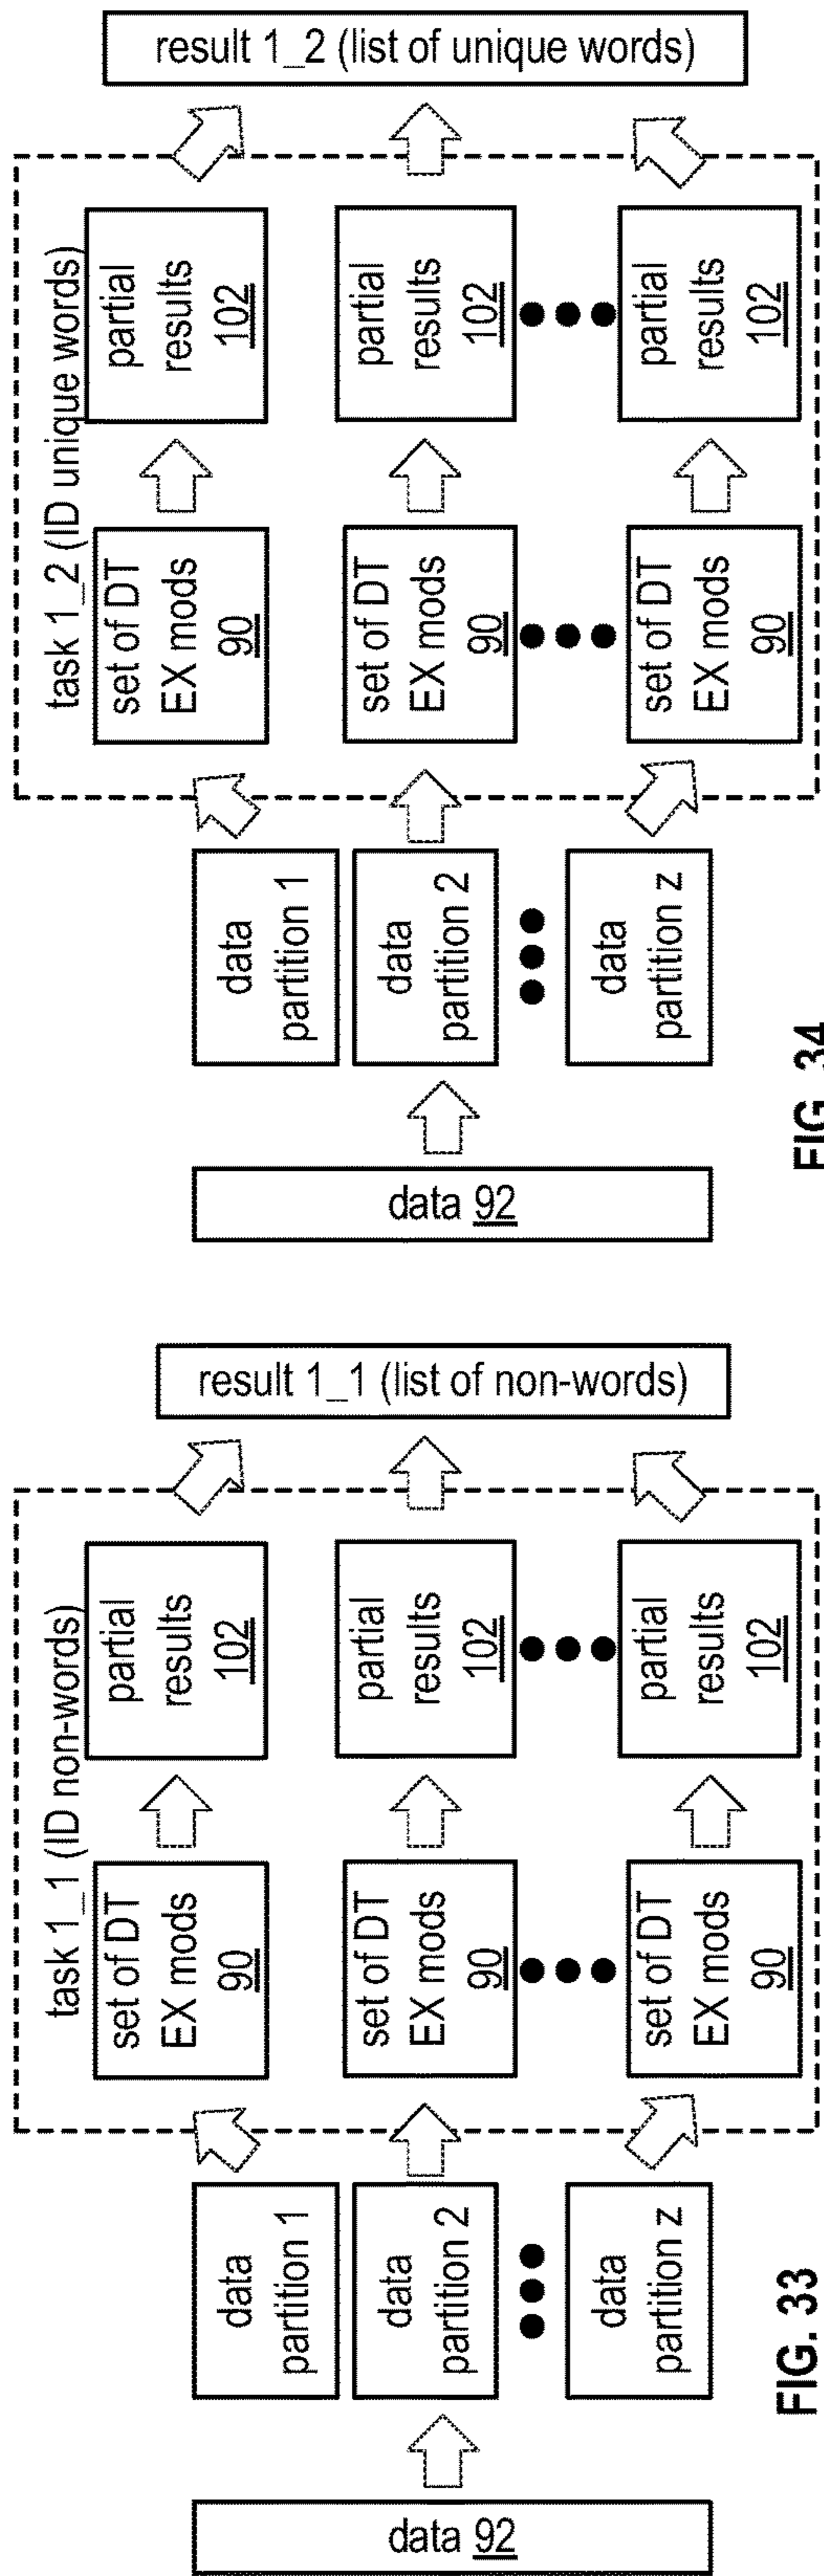 task 1_1 (ID non-words)
data 92
data
partition 1
data
partition 2
data
partition z
set of DT
EX mods
90
set of DT
EX mods
90
set of DT
EX mods
90
partial
results
102
partial
results
102
partial
results
102
result 1_1 (list of non-words)
FIG. 33
task 1_2 (ID unique words)
data 92
data
partition 1
data
partition 2
data
partition z
set of DT
EX mods
90
set of DT
EX mods
90
set of DT
EX mods
90
partial
results
102
partial
results
102
partial
results
102
result 1_2 (list of unique words)
FIG. 34